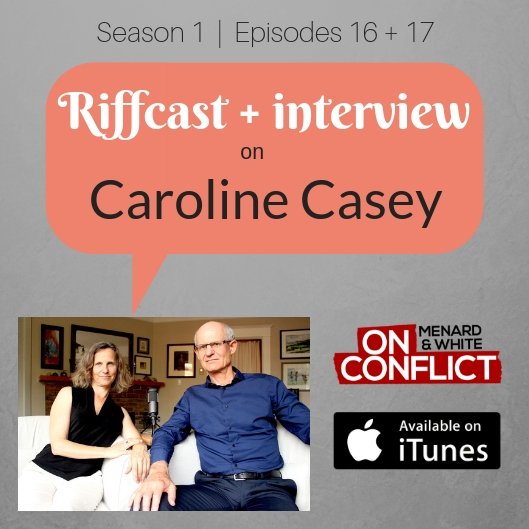 Season 1 | Episodes 16 + 17
Riffcast + interview
on
Caroline Casey
ON
MENARD
& WHITE
CONFLICT
Available on
iTunes